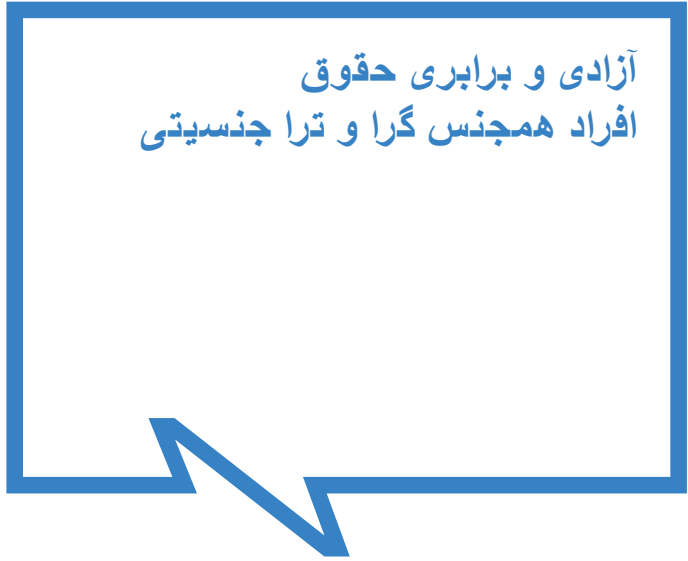 آزادی و برابری حقوق
افراد همجنس گرا و ترا جنسیتی